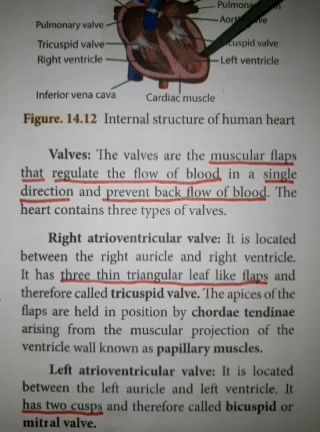 Pulmonary valve
Tricuspid valve
Right ventricle
Left ventricle
Inferior vena cava
Cardiac muscle
Figure. 14.12 Internal structure of human heart
Valves: The valves are the muscular flaps
that regulate the flow of blood in a single
direction and prevent back flow of blood. The
heart contains three types of valves.
Right atrioventricular valve: It is located
between the right auricle and right ventricle.
It has three thin triangular leaf like flaps and
therefore called tricuspid valve. The apices of the
flaps are held in position by chordae tendinae
arising from the muscular projection of the
ventricle wall known as papillary muscles.
Left atrioventricular valve: It is located
between the left auricle and left ventricle. It
has two cusps and therefore called bicuspid or
mitral valve.